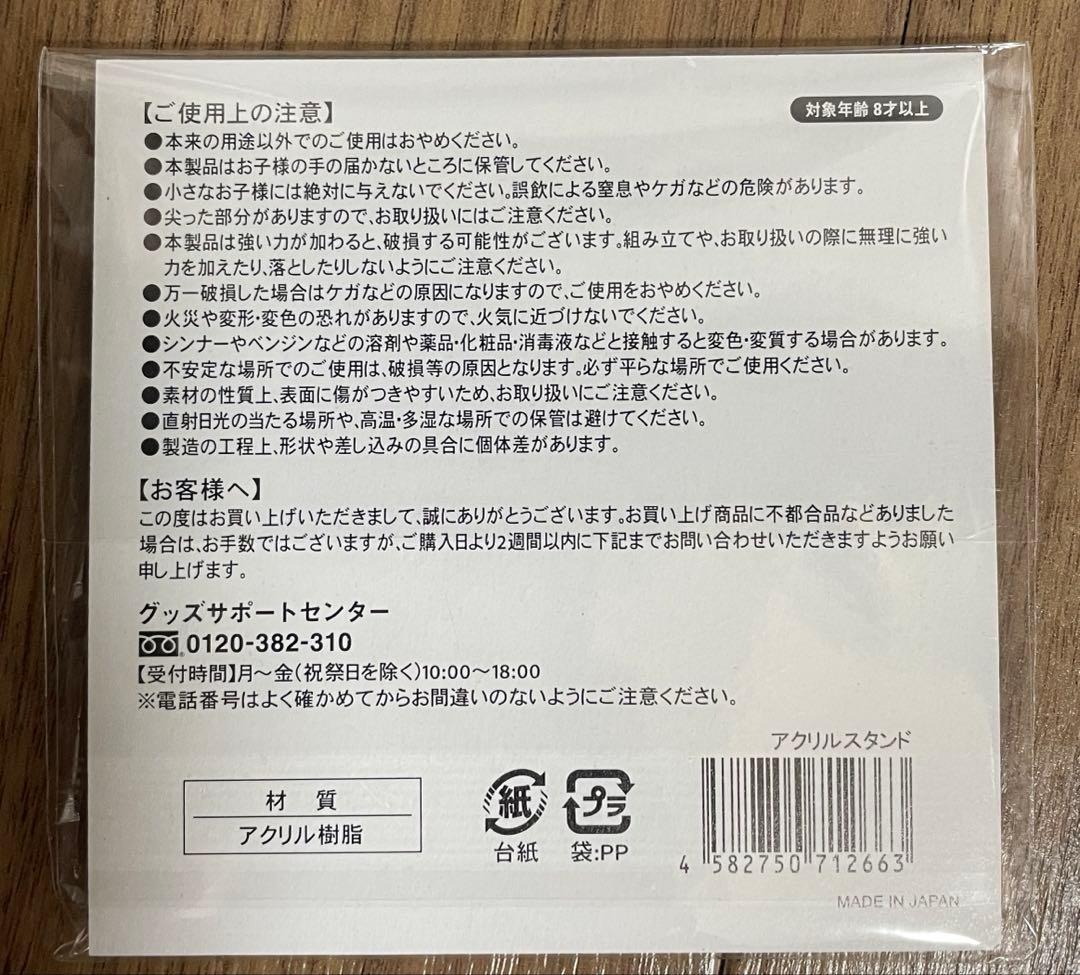 【ご使用上の注意】
対象年齢 8才以上
●本来の用途以外でのご使用はおやめください。
●本製品はお子様の手の届かないところに保管してください。
●小さなお子様には絶対に与えないでください。誤飲による窒息やケガなどの危険があります。
●尖った部分がありますので、お取り扱いにはご注意ください。
●本製品は強い力が加わると、破損する可能性がございます。組み立てや、お取り扱いの際に無理に強い
力を加えたり、落としたりしないようにご注意ください。
●万一破損した場合はケガなどの原因になりますので、ご使用をおやめください。
●火災や変形・変色の恐れがありますので、火気に近づけないでください。
●シンナーやベンジンなどの溶剤や薬品・化粧品・消毒液などと接触すると変色・変質する場合があります。
●不安定な場所でのご使用は、破損等の原因となります。必ず平らな場所でご使用ください。
●素材の性質上、表面に傷がつきやすいため、お取り扱いにご注意ください。
●直射日光の当たる場所や、高温・多湿な場所での保管は避けてください。
●製造の工程上、形状や差し込みの具合に個体差があります。
【お客様へ】
この度はお買い上げいただきまして、誠にありがとうございます。お買い上げ商品に不都合品などありました
場合は、お手数ではございますが、ご購入日より2週間以内に下記までお問い合わせいただきますようお願い
申し上げます。
グッズサポートセンター
0120-382-310
【受付時間】月〜金(祝祭日を除く)10:00〜18:00
※電話番号はよく確かめてからお間違いのないようにご注意ください。
アクリルスタンド
材 質
アクリル樹脂
紙
台紙
プラ
袋:PP
4 582750 712663
MADE IN JAPAN